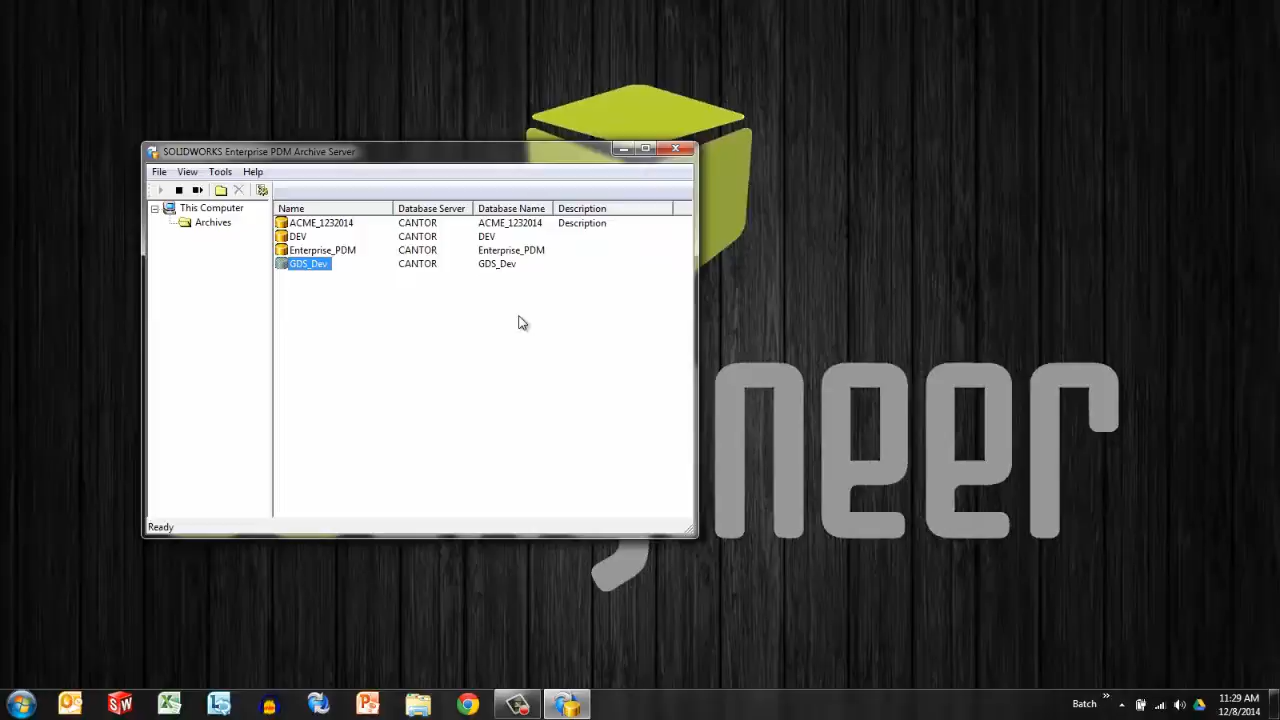 SOLIDWORKS Enterprise PDM Archive Server
File View Tools Help
This Computer
Archives
Name Database Server Database Name Description
ACME_1232014 CANTOR ACME_1232014 Description
DEV CANTOR DEV
Enterprise_PDM CANTOR Enterprise_PDM
GDS_Dev CANTOR GDS_Dev
Ready
neer
Batch
11:29 AM
12/8/2014